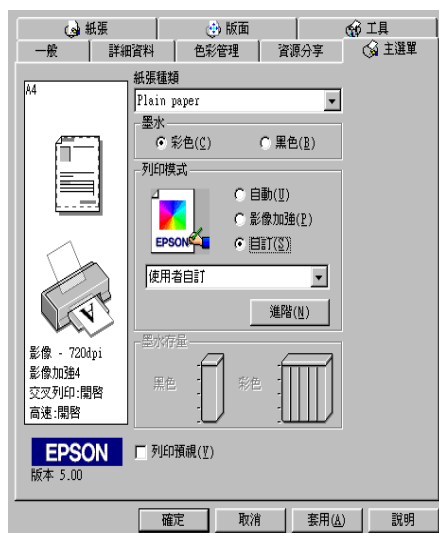 紙張
版面
工具
一般
詳細資料
色彩管理
資源分享
主選單
A4
紙張種類
Plain paper
墨水
彩色(C)
黑色(B)
列印模式
自動(U)
影像加強(P)
自訂(S)
EPSON
使用者自訂
進階(N)
影像 - 720dpi
影像加強4
交叉列印:開啓
高速:開啓
墨水存量
黑色
彩色
EPSON
版本 5.00
列印預視(V)
確定
取消
套用(A)
說明